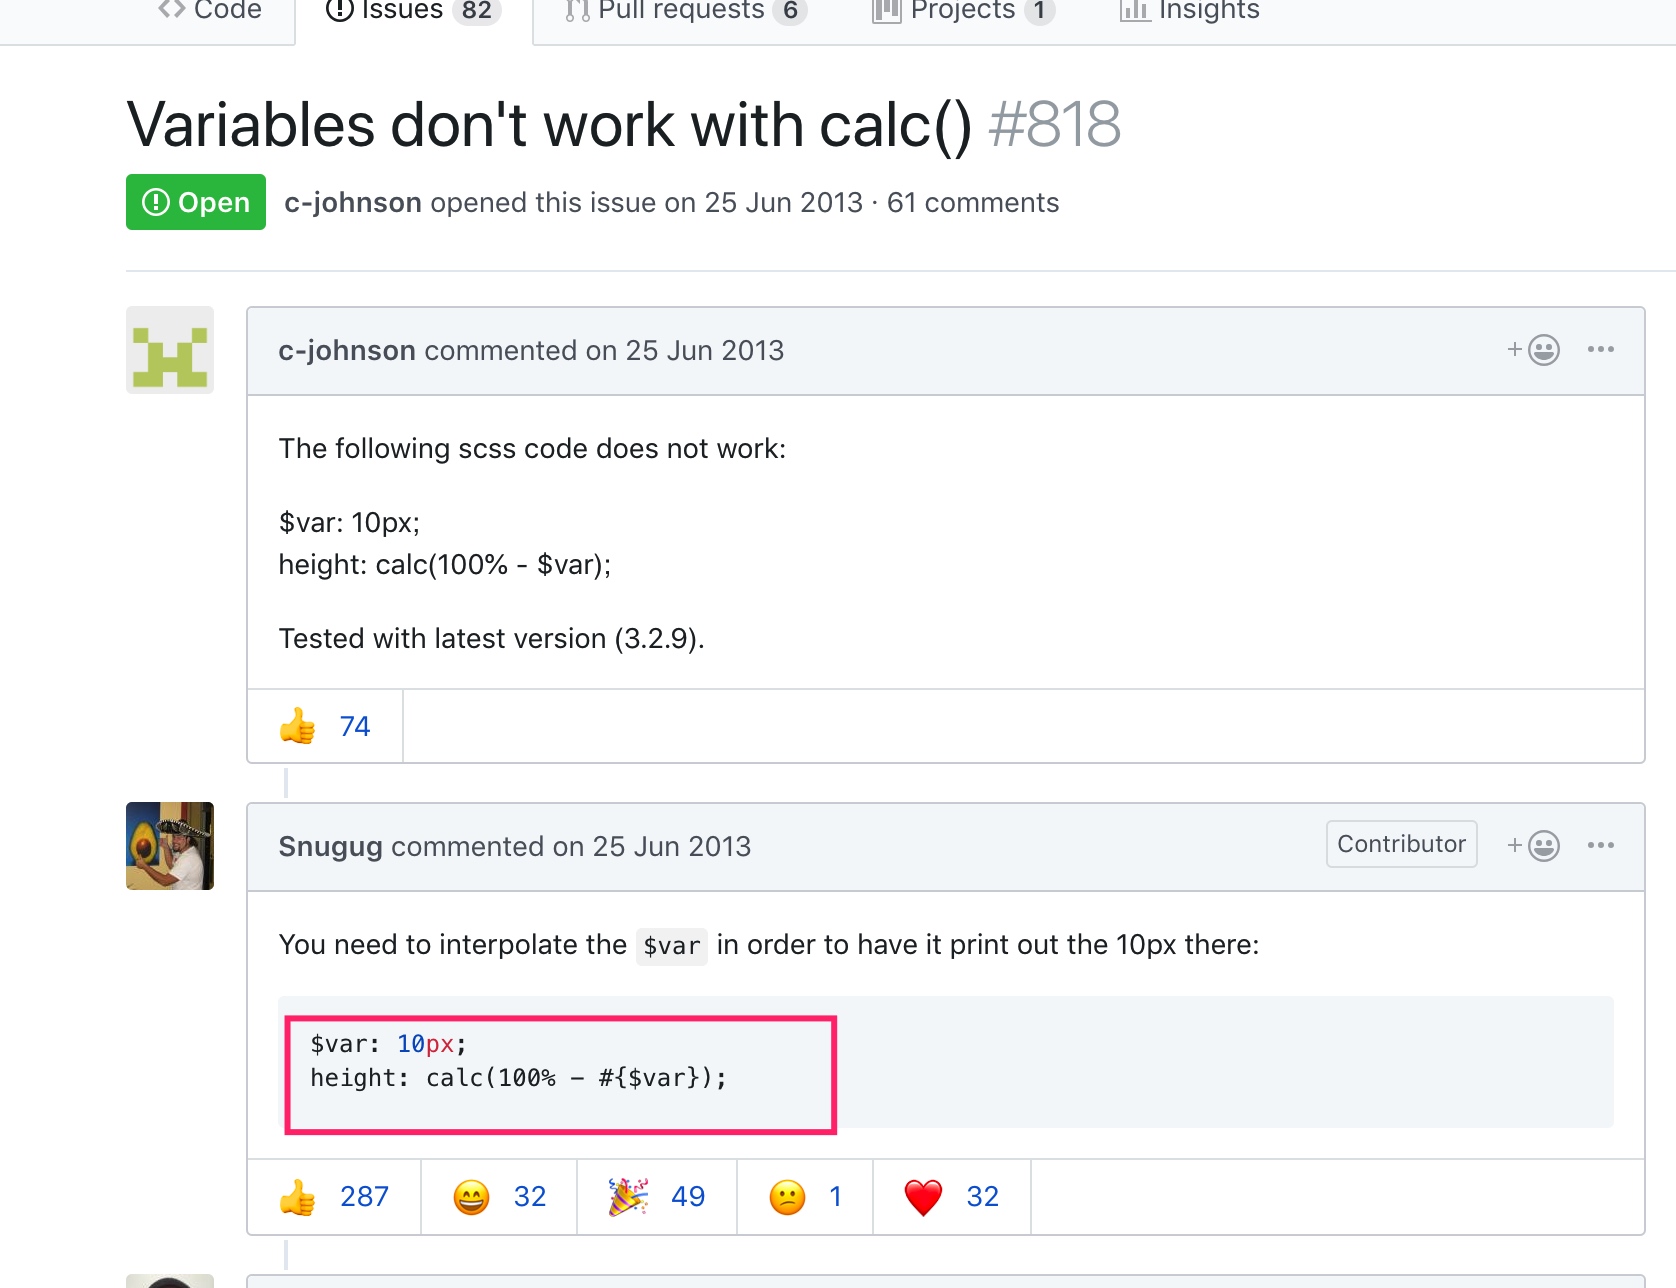 Code Issues 82 Pull requests 6 Projects 1 Insights
Variables don't work with calc() #818
Open c-johnson opened this issue on 25 Jun 2013 · 61 comments
c-johnson commented on 25 Jun 2013
The following scss code does not work:
$var: 10px;
height: calc(100% - $var);
Tested with latest version (3.2.9).
74
Snugug commented on 25 Jun 2013 Contributor
You need to interpolate the $var in order to have it print out the 10px there:
$var: 10px;
height: calc(100% - #{$var});
287 32 49 1 32